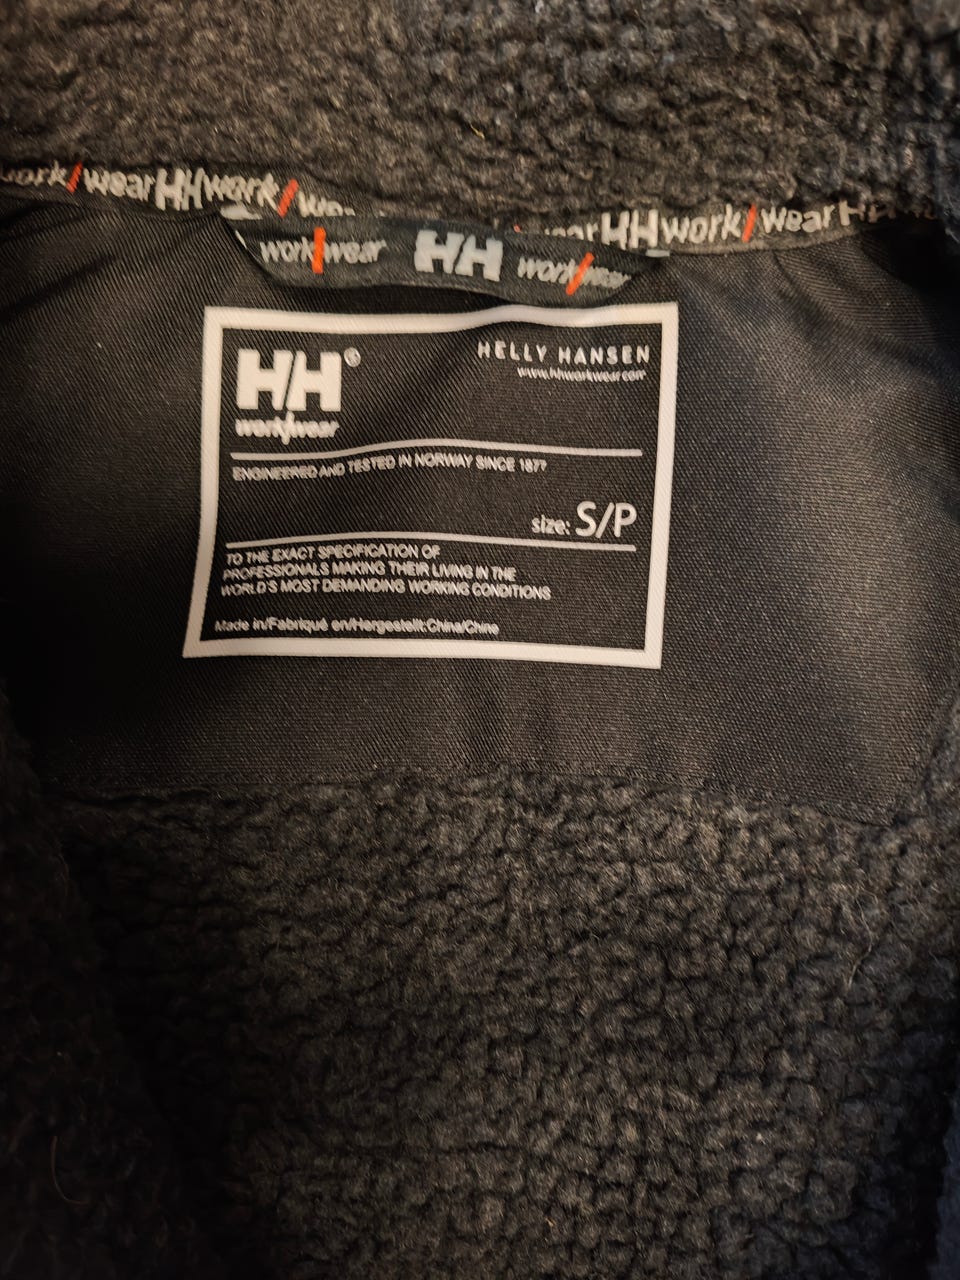 work/wear HH work/
HH work/wear
work/wear HH work/wear
HH®
work/wear
HELLY HANSEN
www.hhworkwear.com
ENGINEERED AND TESTED IN NORWAY SINCE 1877
size: S/P
TO THE EXACT SPECIFICATION OF
PROFESSIONALS MAKING THEIR LIVING IN THE
WORLD'S MOST DEMANDING WORKING CONDITIONS
Made in/Fabriqué en/Hergestellt:China/Chine